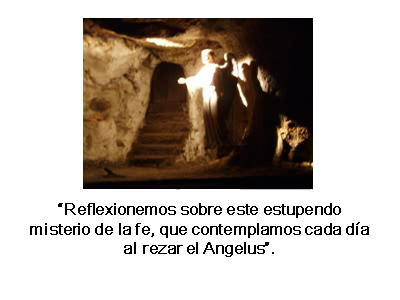 “Reflexionemos sobre este estupendo
misterio de la fe, que contemplamos cada día
al rezar el Angelus”.